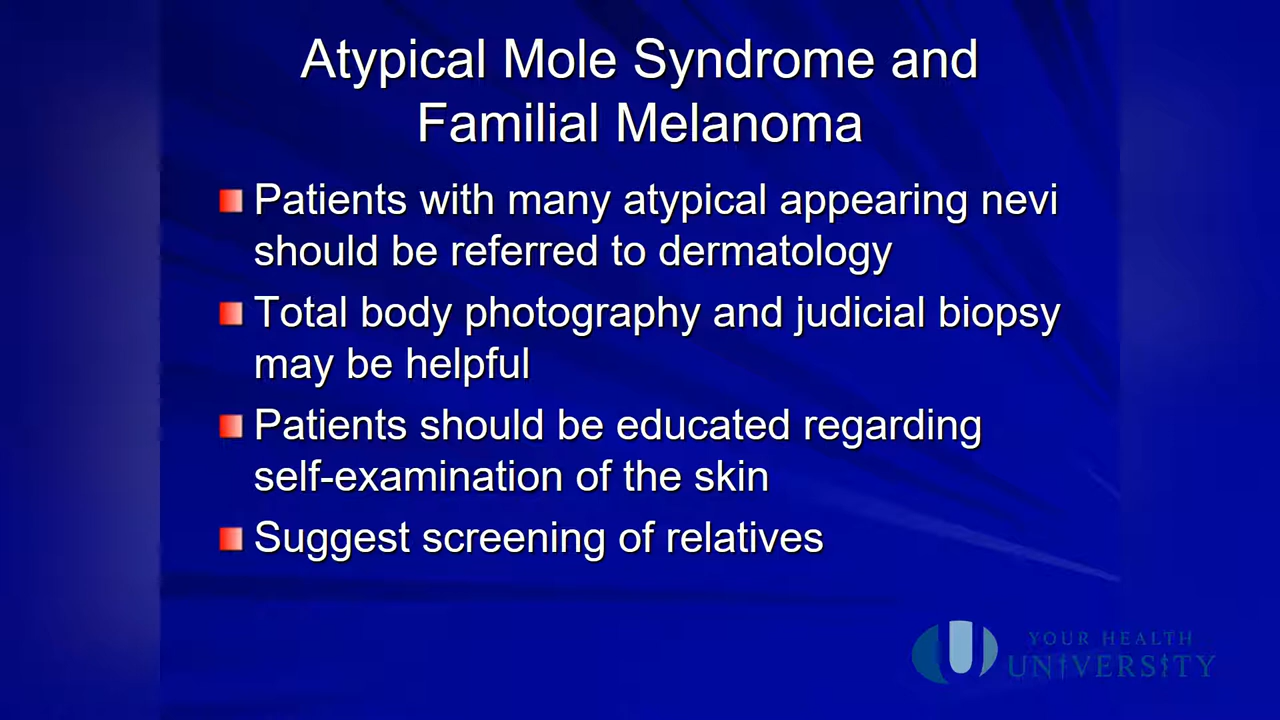 Atypical Mole Syndrome and
Familial Melanoma
Patients with many atypical appearing nevi
should be referred to dermatology
Total body photography and judicial biopsy
may be helpful
Patients should be educated regarding
self-examination of the skin
Suggest screening of relatives
YOUR HEALTH
UNIVERSITY